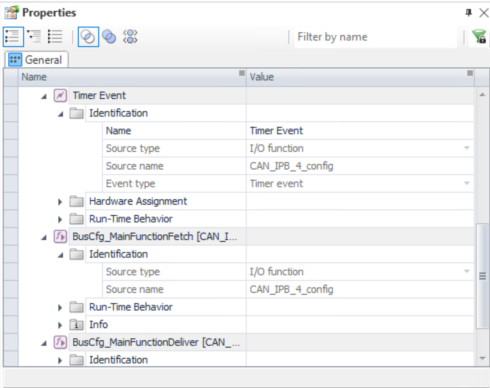 Properties
Filter by name
General
Name Value
Timer Event
Identification
Name Timer Event
Source type I/O function
Source name CAN_IPB_4_config
Event type Timer event
Hardware Assignment
Run-Time Behavior
BusCfg_MainFunctionFetch [CAN_I...
Identification
Source type I/O function
Source name CAN_IPB_4_config
Run-Time Behavior
Info
BusCfg_MainFunctionDeliver [CAN_...
Identification